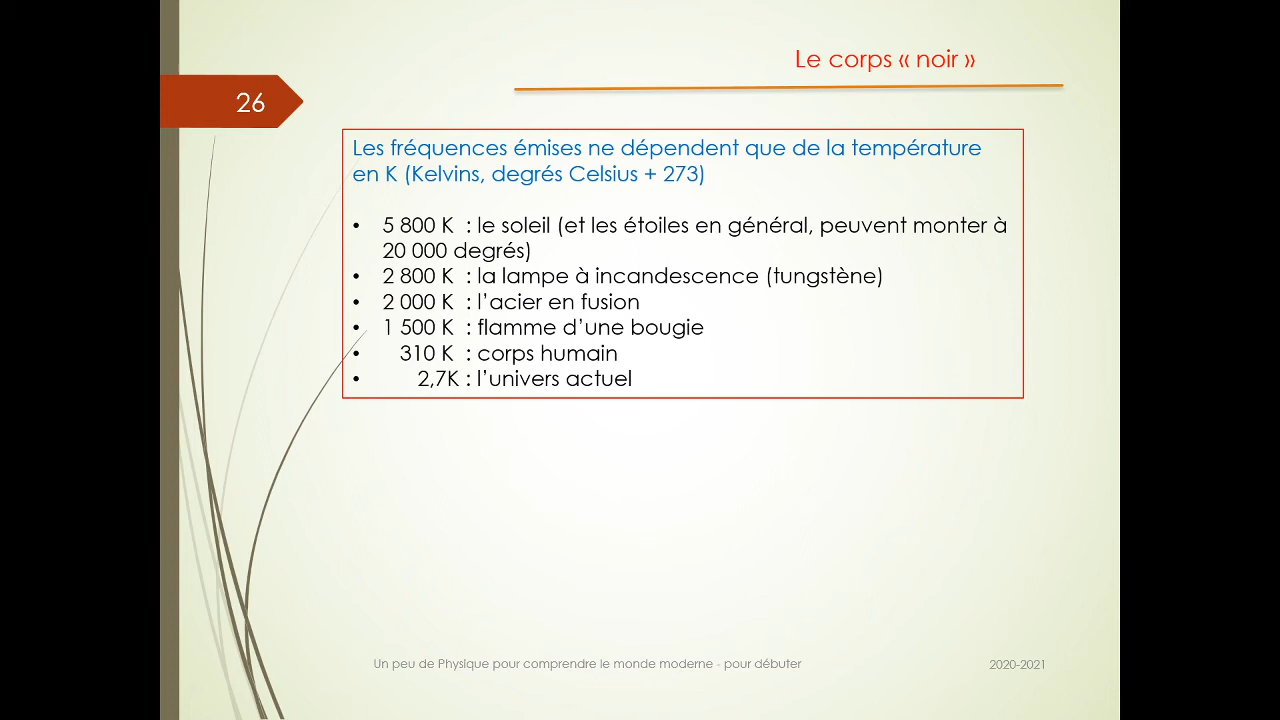 Le corps « noir »
26
Les fréquences émises ne dépendent que de la température
en K (Kelvins, degrés Celsius + 273)
• 5 800 K : le soleil (et les étoiles en général, peuvent monter à
20 000 degrés)
• 2 800 K : la lampe à incandescence (tungstène)
• 2 000 K : l’acier en fusion
• 1 500 K : flamme d’une bougie
• 310 K : corps humain
• 2,7K : l’univers actuel
Un peu de Physique pour comprendre le monde moderne - pour débuter
2020-2021